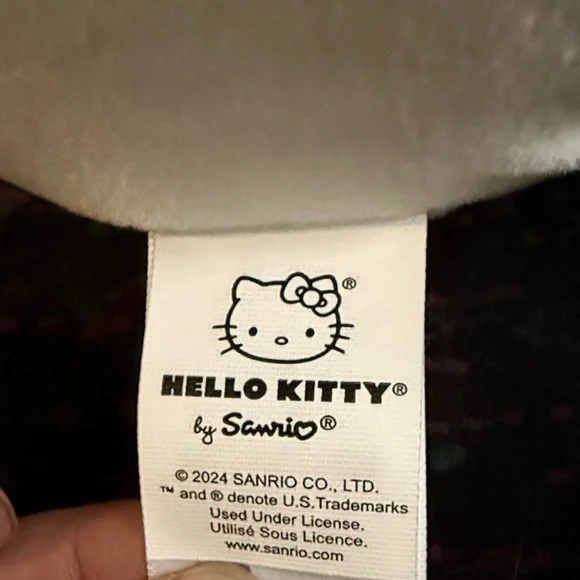 ®
HELLO KITTY®
by Sanrio®
© 2024 SANRIO CO., LTD.
™ and ® denote U.S.Trademarks
Used Under License.
Utilisé Sous Licence.
www.sanrio.com